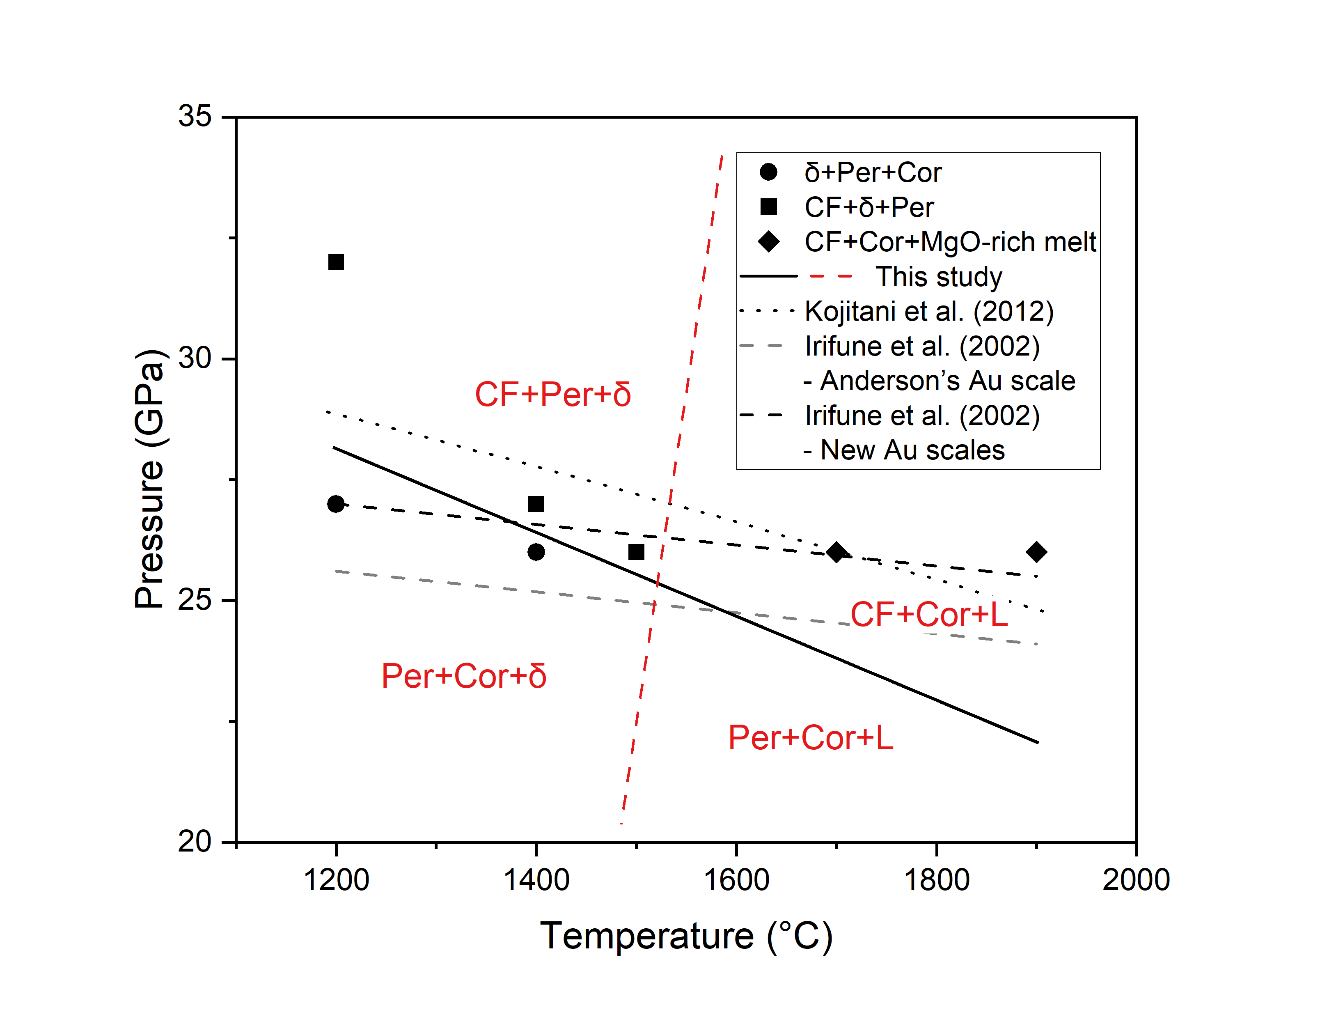 35
30
25
20
Pressure (GPa)
1200
1400
1600
1800
2000
Temperature (°C)
δ+Per+Cor
CF+δ+Per
CF+Cor+MgO-rich melt
This study
Kojitani et al. (2012)
Irifune et al. (2002)
- Anderson's Au scale
Irifune et al. (2002)
- New Au scales
CF+Per+δ
CF+Cor+L
Per+Cor+δ
Per+Cor+L